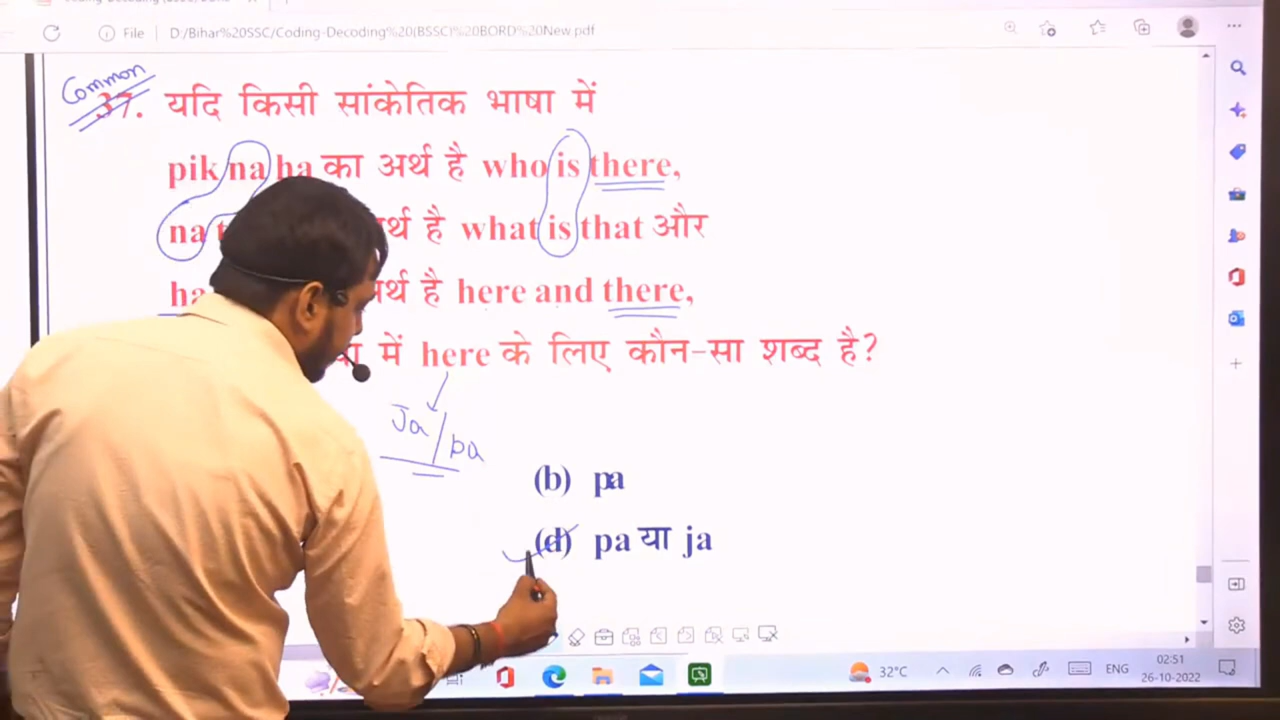 File D:/Bihar%20SSC/Coding-Decoding%20(BSSC)%20BORD%20New.pdf
Common
37. यदि किसी सांकेतिक भाषा में
pik na ha का अर्थ है who is there,
na अर्थ है what is that और
ha अर्थ है here and there,
में here के लिए कौन-सा शब्द है?
Ja/pa
(b) pa
(d) pa या ja
32°C
ENG
02:51
26-10-2022